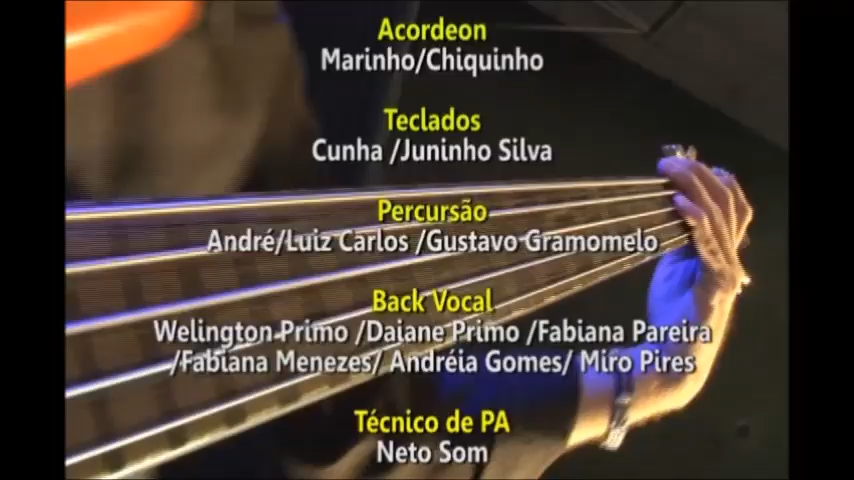 Acordeon
Marinho/Chiquinho
Teclados
Cunha /Juninho Silva
Percursão
André/Luiz Carlos /Gustavo Gramomelo
Back Vocal
Welington Primo /Daiane Primo /Fabiana Pareira
/Fabiana Menezes/ Andréia Gomes/ Miro Pires
Técnico de PA
Neto Som